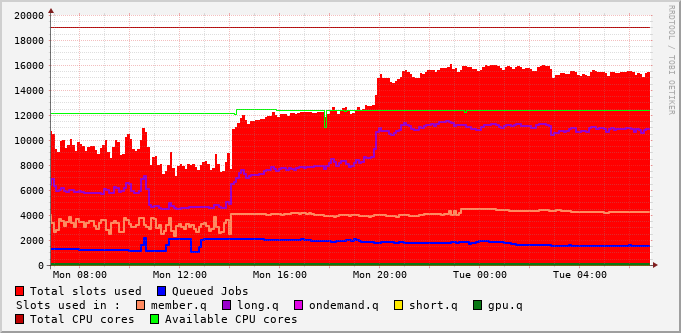 20000
18000
16000
14000
12000
10000
8000
6000
4000
2000
0
Mon 08:00 Mon 12:00 Mon 16:00 Mon 20:00 Tue 00:00 Tue 04:00
Total slots used Queued Jobs
Slots used in : member.q long.q ondemand.q short.q gpu.q
Total CPU cores Available CPU cores
RRDTOOL / TOBI OETIKER